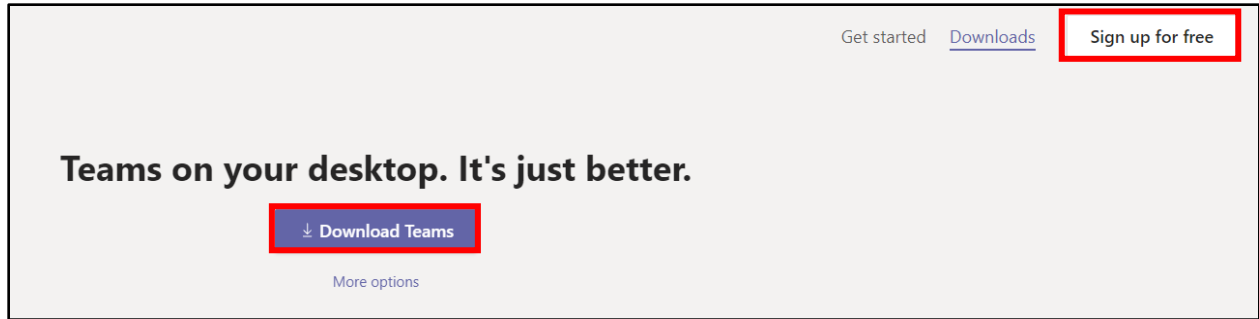 Get started Downloads Sign up for free
Teams on your desktop. It's just better.
Download Teams
More options